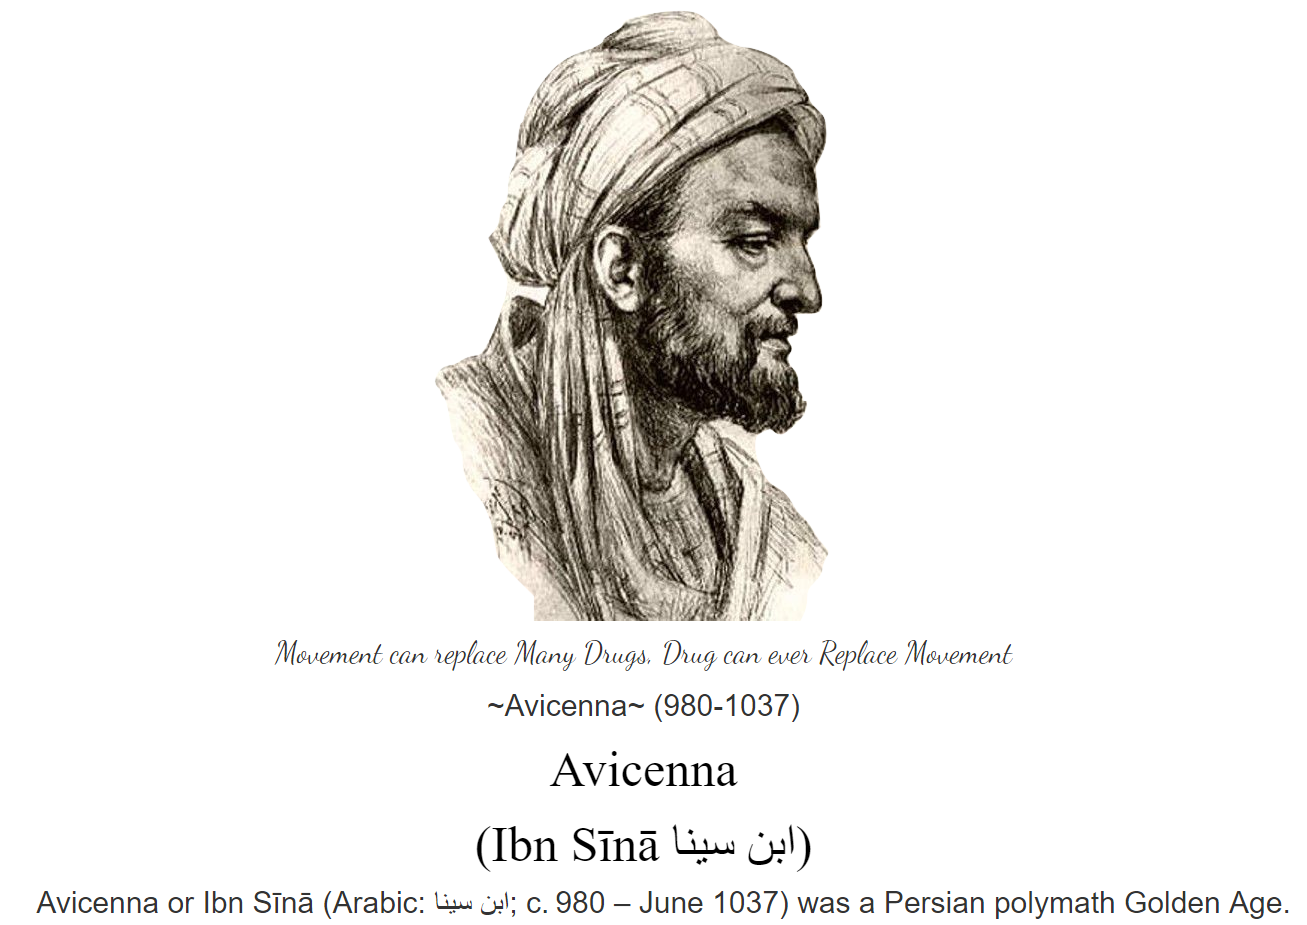 Movement can replace Many Drugs, Drug can ever Replace Movement
~Avicenna~ (980-1037)
Avicenna
(Ibn Sīnā ابن سينا)
Avicenna or Ibn Sīnā (Arabic: ابن سينا; c. 980 – June 1037) was a Persian polymath Golden Age.